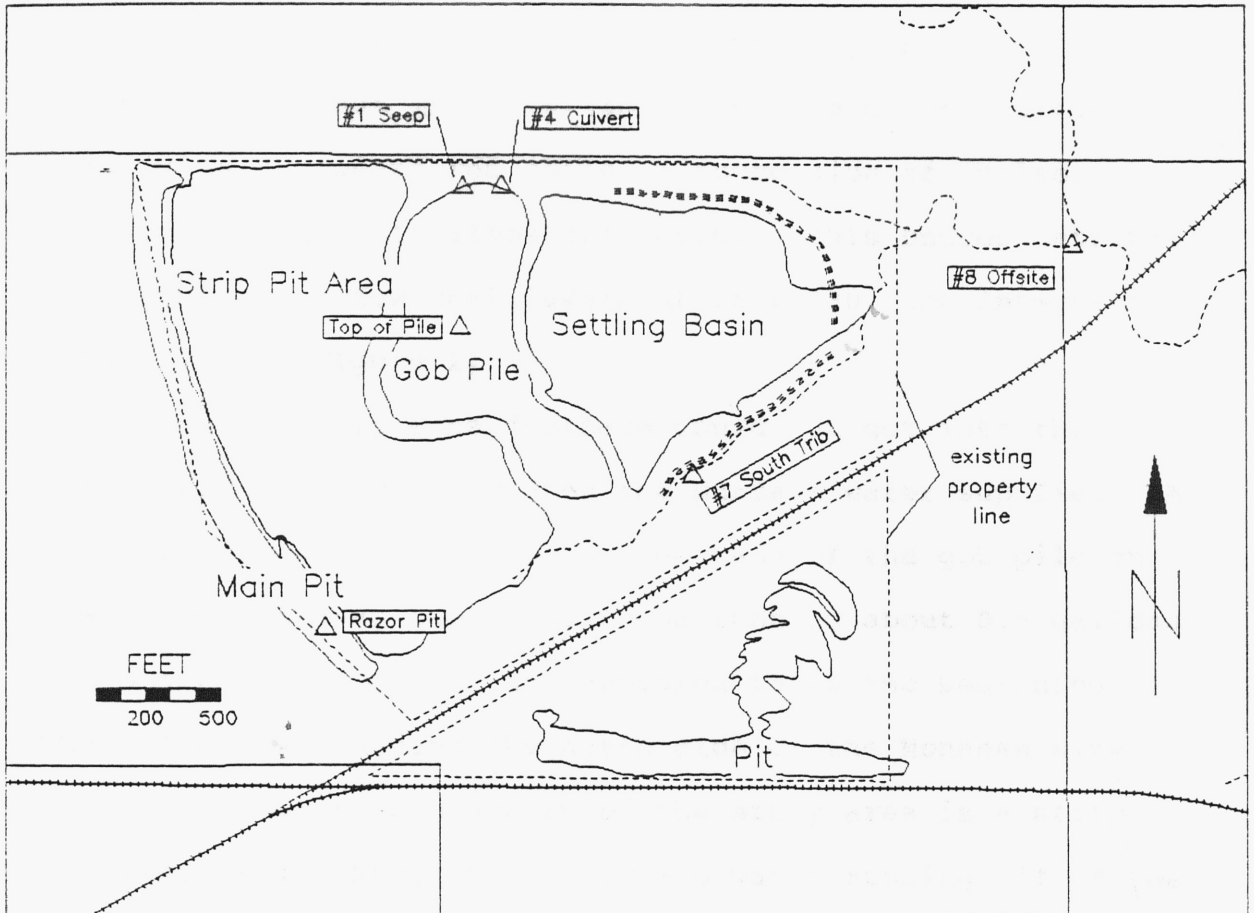 #1 Seep
#4 Culvert
#8 Offsite
Strip Pit Area
Top of Pile
Settling Basin
Gob Pile
#7 South Trib
existing
property
line
Main Pit
Razor Pit
FEET
200 500
N
Pit